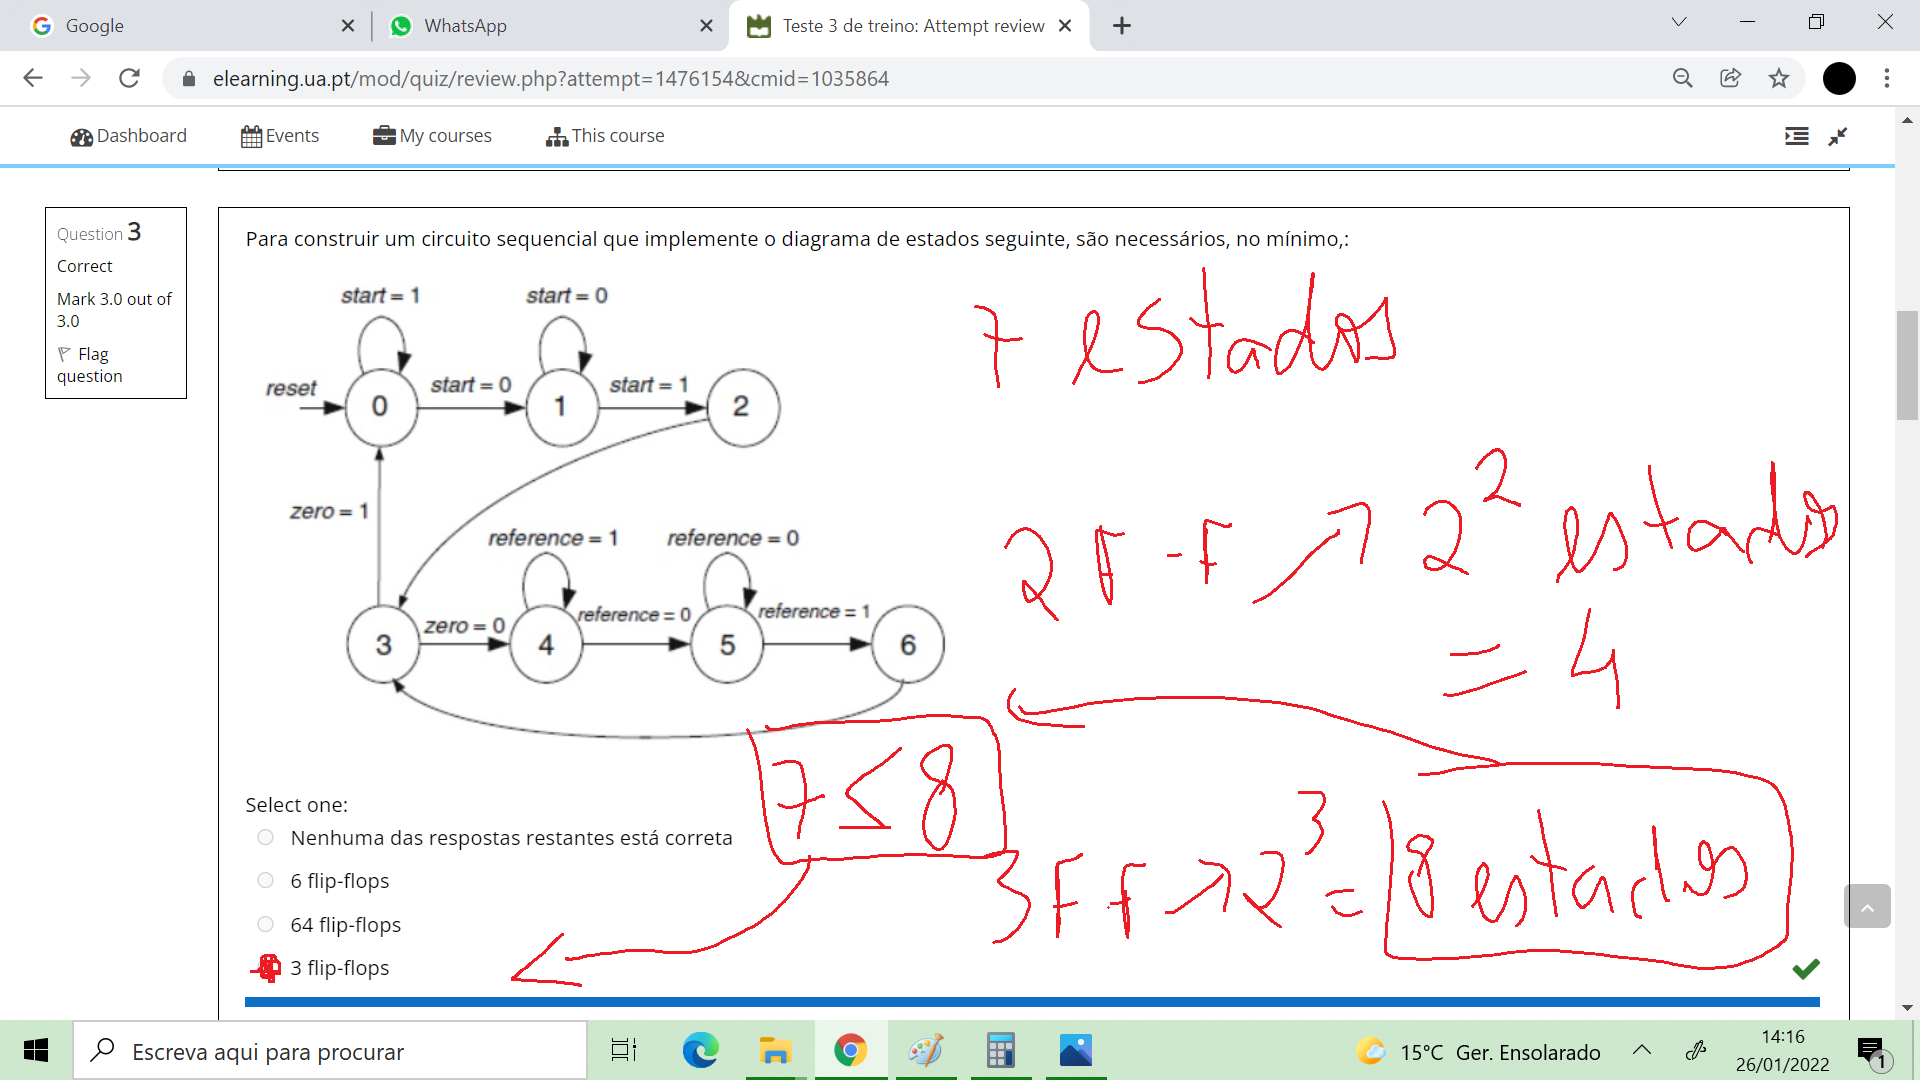 Google
WhatsApp
Teste 3 de treino: Attempt review
elearning.ua.pt/mod/quiz/review.php?attempt=1476154&cmid=1035864
Dashboard
Events
My courses
This course
Question 3
Correct
Mark 3.0 out of
3.0
Flag
question
Para construir um circuito sequencial que implemente o diagrama de estados seguinte, são necessários, no mínimo,:
start = 1
start = 0
reset
0
start = 0
1
start = 1
2
zero = 1
reference = 1
reference = 0
3
zero = 0
4
reference = 0
5
reference = 1
6
7 estados
2 F-F ↗ 2^2 estados
= 4
7 ≤ 8
3 F-F ↗ 2^3 = 8 estados
Select one:
Nenhuma das respostas restantes está correta
6 flip-flops
64 flip-flops
3 flip-flops
Escreva aqui para procurar
15°C Ger. Ensolarado
14:16
26/01/2022
1